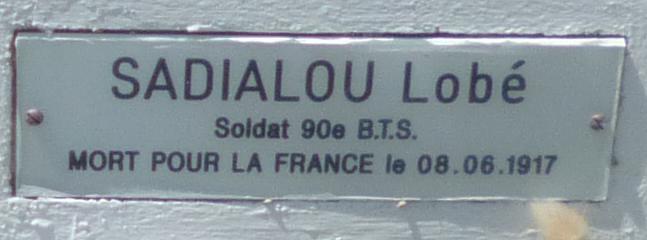 SADIALOU Lobé
Soldat 90e B.T.S.
MORT POUR LA FRANCE le 08.06.1917